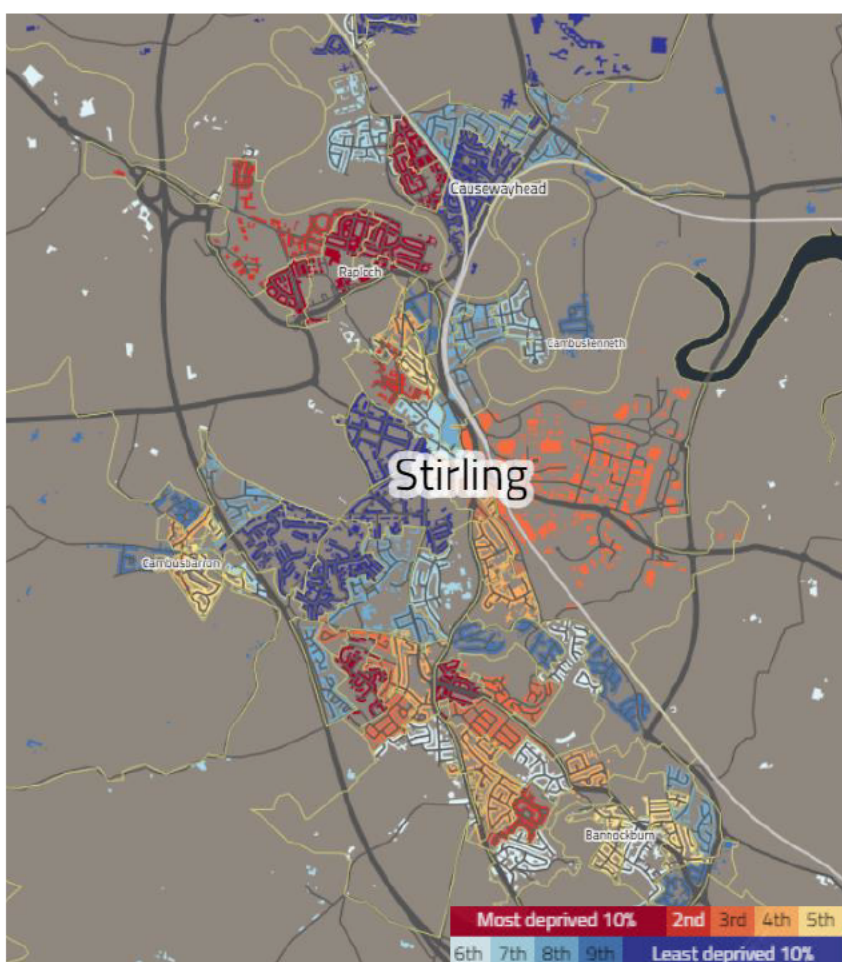 Causewayhead
Raploch
Cambuskenneth
Stirling
Cambusbarron
Bannockburn
Most deprived 10% 2nd 3rd 4th 5th
6th 7th 8th 9th Least deprived 10%